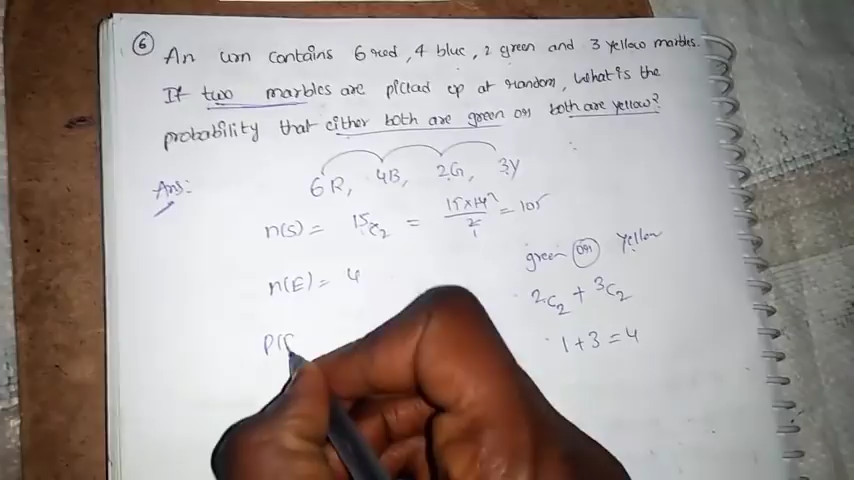 6 An urn contains 6 red, 4 blue, 2 green and 3 yellow marbles.
If two marbles are picked up at random, what is the
probability that either both are green or both are yellow?
Ans:
6R, 4B, 2G, 3Y
n(S) = 15C2 = 15 × 14 / 2 = 105
1
green or yellow
n(E) = 4
2C2 + 3C2
P(
1 + 3 = 4